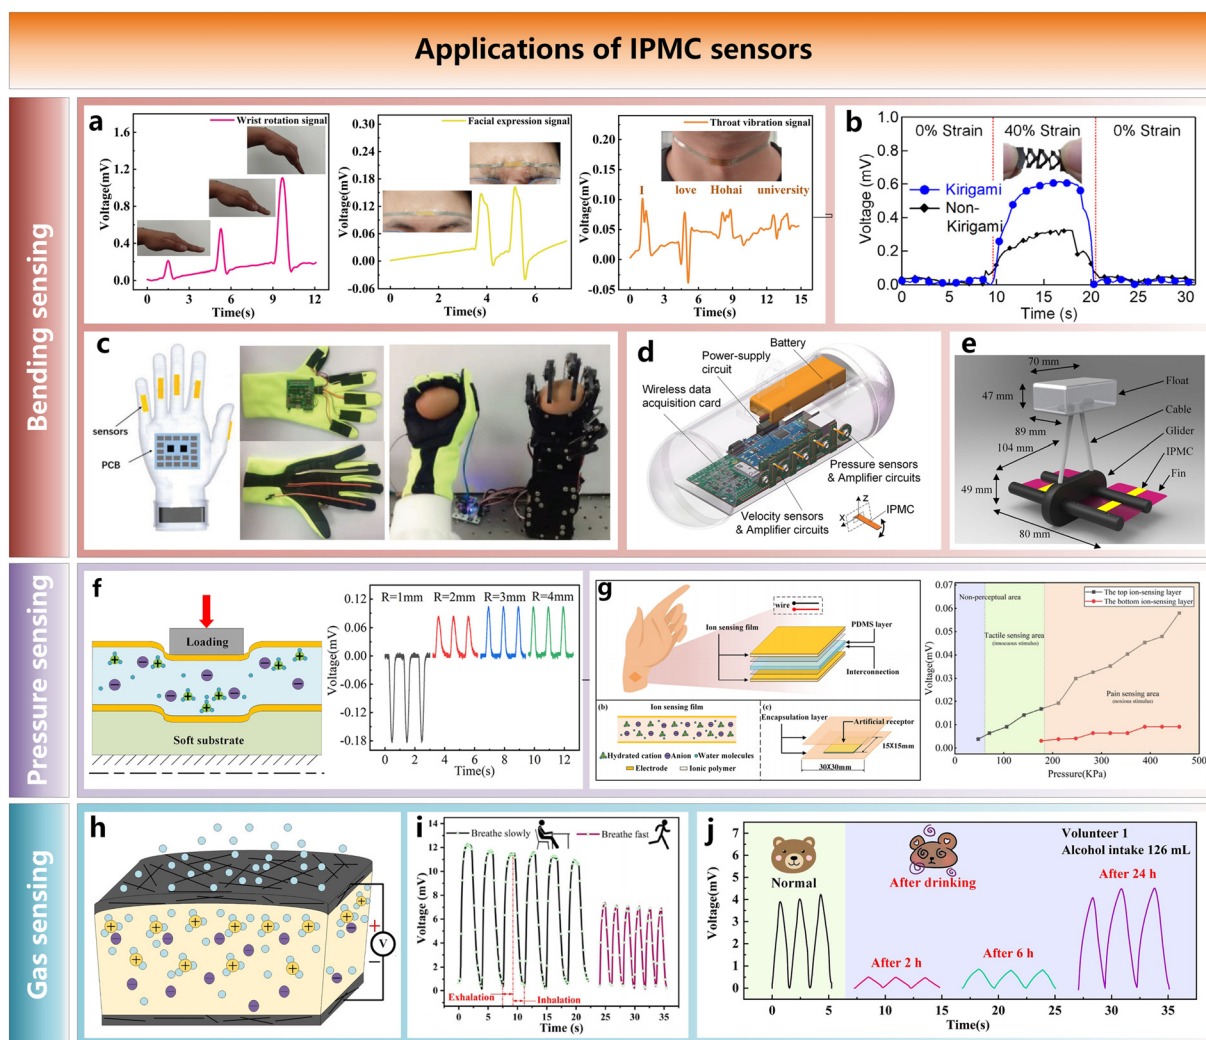 Applications of IPMC sensors
Bending sensing
a
Wrist rotation signal
Voltage(mV)
1.6
1.2
0.8
0.4
0.0
0 3 6 9 12
Time(s)
Facial expression signal
Voltage(mV)
0.30
0.24
0.18
0.12
0.06
0.00
-0.06
0 2 4 6
Time(s)
Throat vibration signal
I love Hohai university
Voltage(mV)
0.20
0.15
0.10
0.05
0.00
-0.05
0 3 6 9 12 15
Time(s)
b
0% Strain 40% Strain 0% Strain
Kirigami
Non-
Kirigami
Voltage (mV)
1.0
0.8
0.6
0.4
0.2
0.0
0 5 10 15 20 25 30
Time (s)
c
sensors
PCB
d
Battery
Power-supply
circuit
Wireless data
acquisition card
Pressure sensors
& Amplifier circuits
Velocity sensors
& Amplifier circuits
IPMC
Z
X
e
70 mm
47 mm
89 mm
104 mm
49 mm
80 mm
Float
Cable
Glider
IPMC
Fin
Pressure sensing
f
Loading
Soft substrate
R=1mm R=2mm R=3mm R=4mm
Voltage(mV)
0.12
0.06
0.00
-0.06
-0.12
-0.18
0 2 4 6 8 10 12
Time(s)
g
wire
Ion sensing film
PDMS layer
Interconnection
(b)
Ion sensing film
Hydrated cation Anion Water molecules
Electrode Ionic polymer
(c)
Encapsulation layer
Artificial receptor
15X15mm
30X30mm
The top ion-sensing layer
The bottom ion-sensing layer
Non-perceptual area
Tactile sensing area
(innocuous stimulus)
Pain sensing area
(noxious stimulus)
Voltage(mV)
0.07
0.06
0.05
0.04
0.03
0.02
0.01
0.00
0 100 200 300 400 500
Pressure(KPa)
Gas sensing
h
V
i
Breathe slowly
Breathe fast
Voltage (mV)
14
12
10
8
6
4
2
0
Exhalation
Inhalation
0 5 10 15 20 25 30 35
Time (s)
j
Normal
After drinking
Volunteer 1
Alcohol intake 126 mL
After 2 h
After 6 h
After 24 h
Voltage(mV)
7
6
5
4
3
2
1
0
0 5 10 15 20 25 30 35
Time(s)